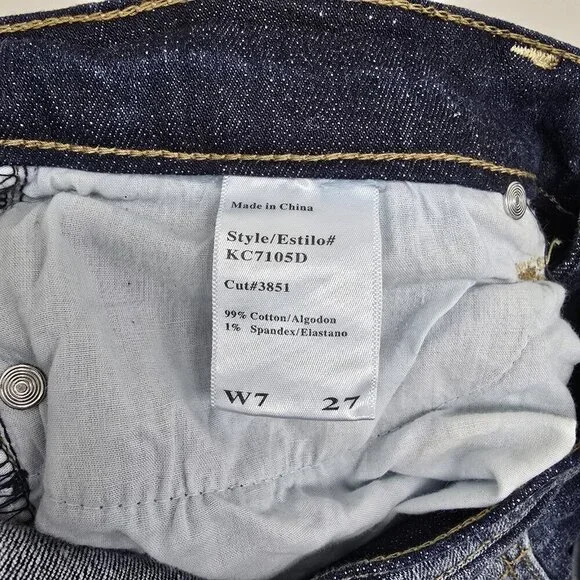 Made in China
Style/Estilo#
KC7105D
Cut#3851
99% Cotton/Algodon
1% Spandex/Elastano
W7 27